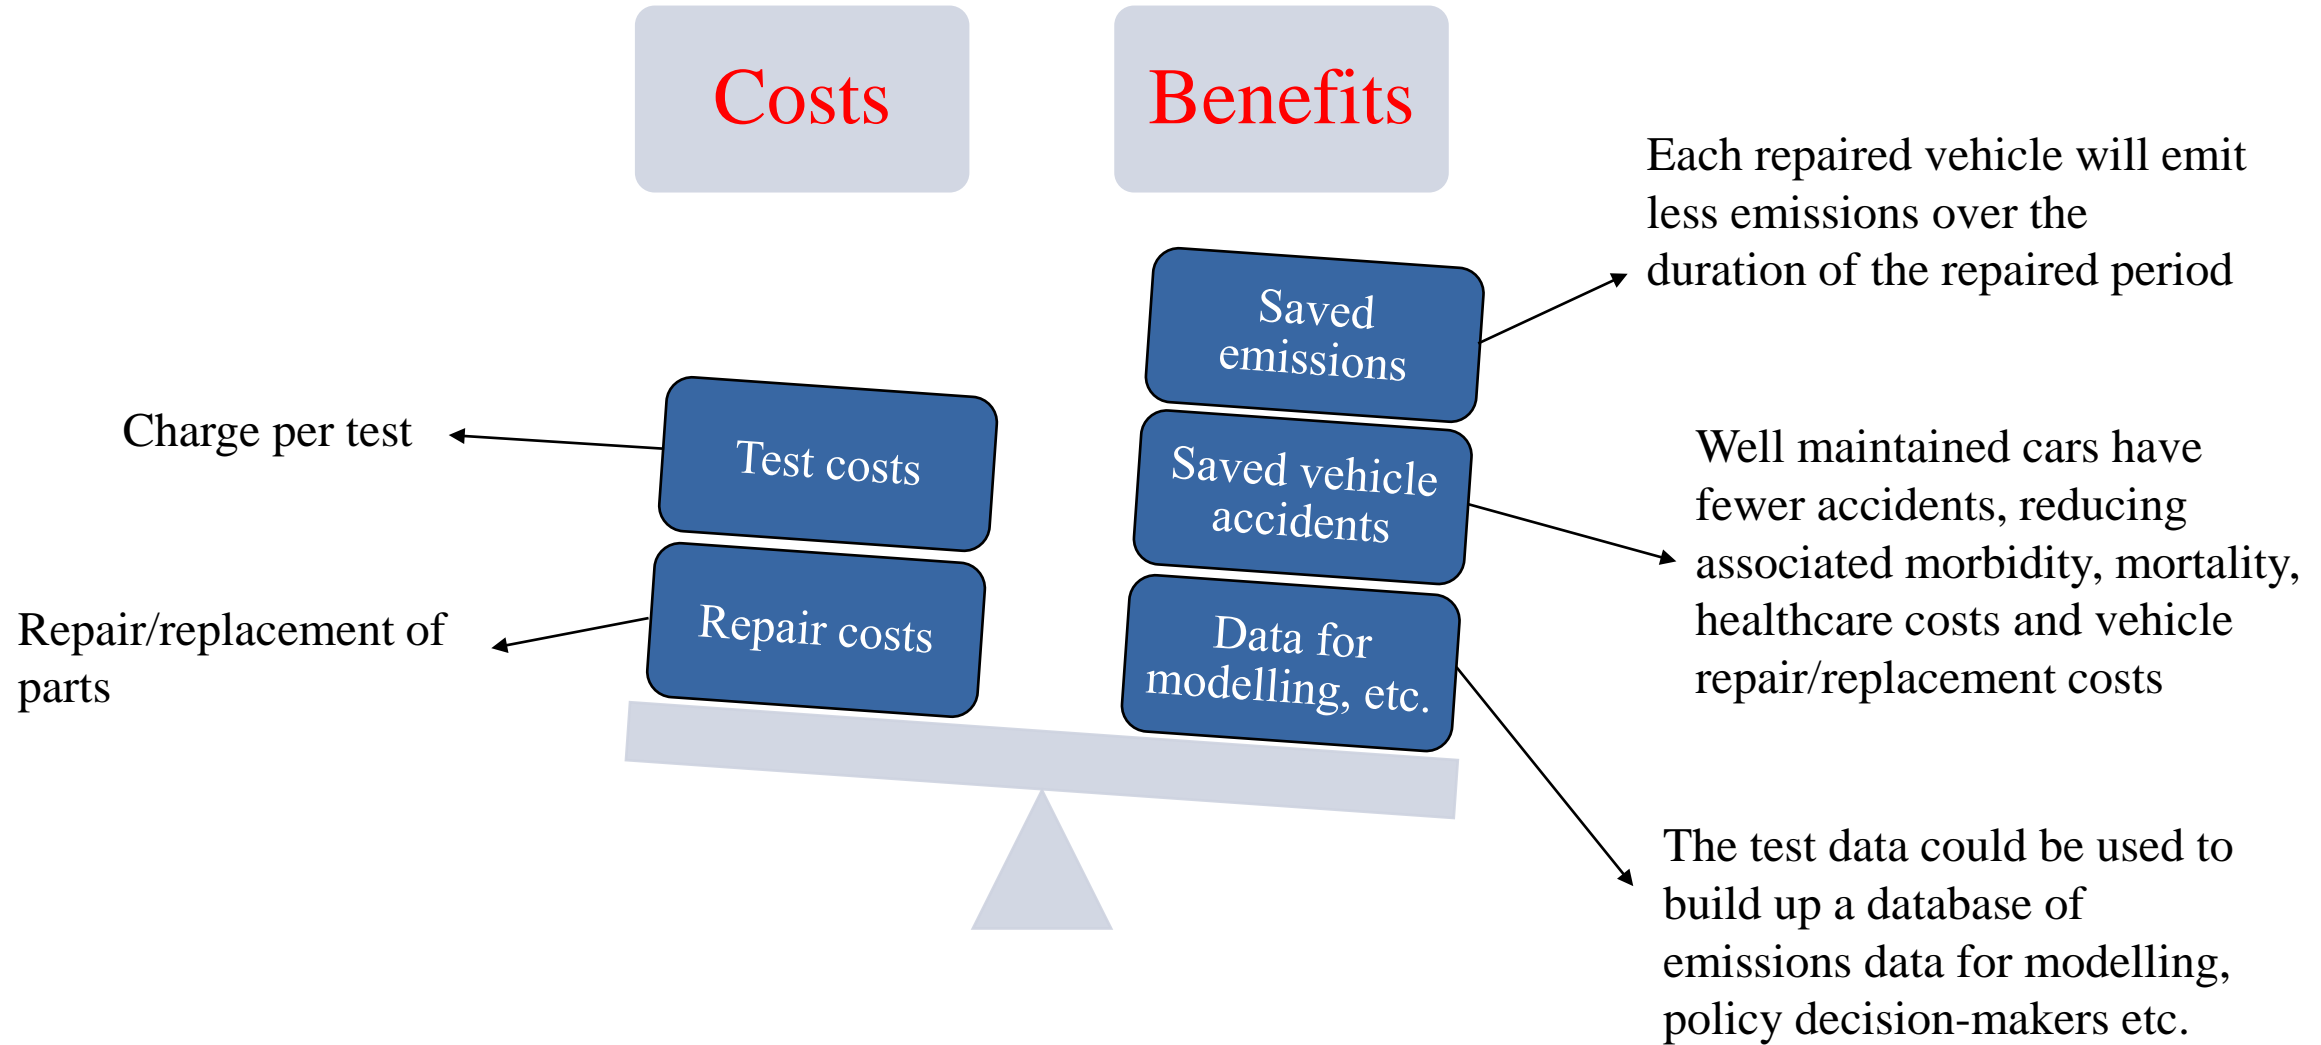 Costs
Benefits
Charge per test
Test costs
Repair/replacement of
parts
Repair costs
Saved
emissions
Each repaired vehicle will emit
less emissions over the
duration of the repaired period
Saved vehicle
accidents
Well maintained cars have
fewer accidents, reducing
associated morbidity, mortality,
healthcare costs and vehicle
repair/replacement costs
Data for
modelling, etc.
The test data could be used to
build up a database of
emissions data for modelling,
policy decision-makers etc.